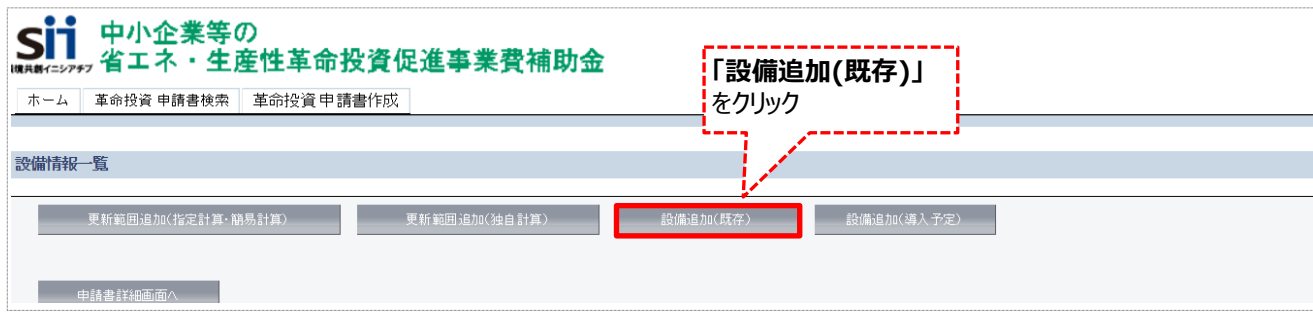 sii
中小企業等の
省エネ・生産性革命投資促進事業費補助金
環境共創イニシアチブ
ホーム 革命投資 申請書検索 革命投資 申請書作成
「設備追加(既存)」
をクリック
設備情報一覧
更新範囲追加(指定計算・簡易計算) 更新範囲追加(独自計算) 設備追加(既存) 設備追加(導入予定)
申請書詳細画面へ